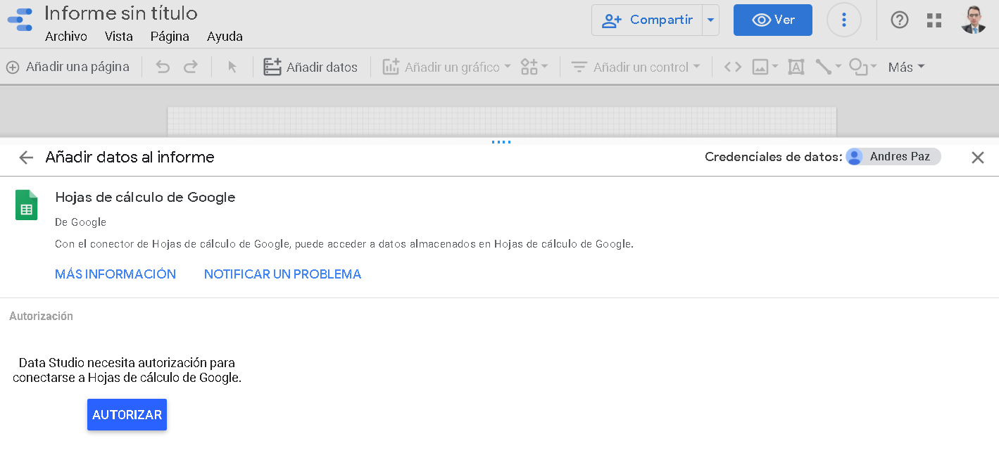 Informe sin título
Archivo Vista Página Ayuda
Compartir
Ver
Añadir una página
Añadir datos
Añadir un gráfico
Añadir un control
Más
Añadir datos al informe
Credenciales de datos: Andres Paz
Hojas de cálculo de Google
De Google
Con el conector de Hojas de cálculo de Google, puede acceder a datos almacenados en Hojas de cálculo de Google.
MÁS INFORMACIÓN NOTIFICAR UN PROBLEMA
Autorización
Data Studio necesita autorización para
conectarse a Hojas de cálculo de Google.
AUTORIZAR